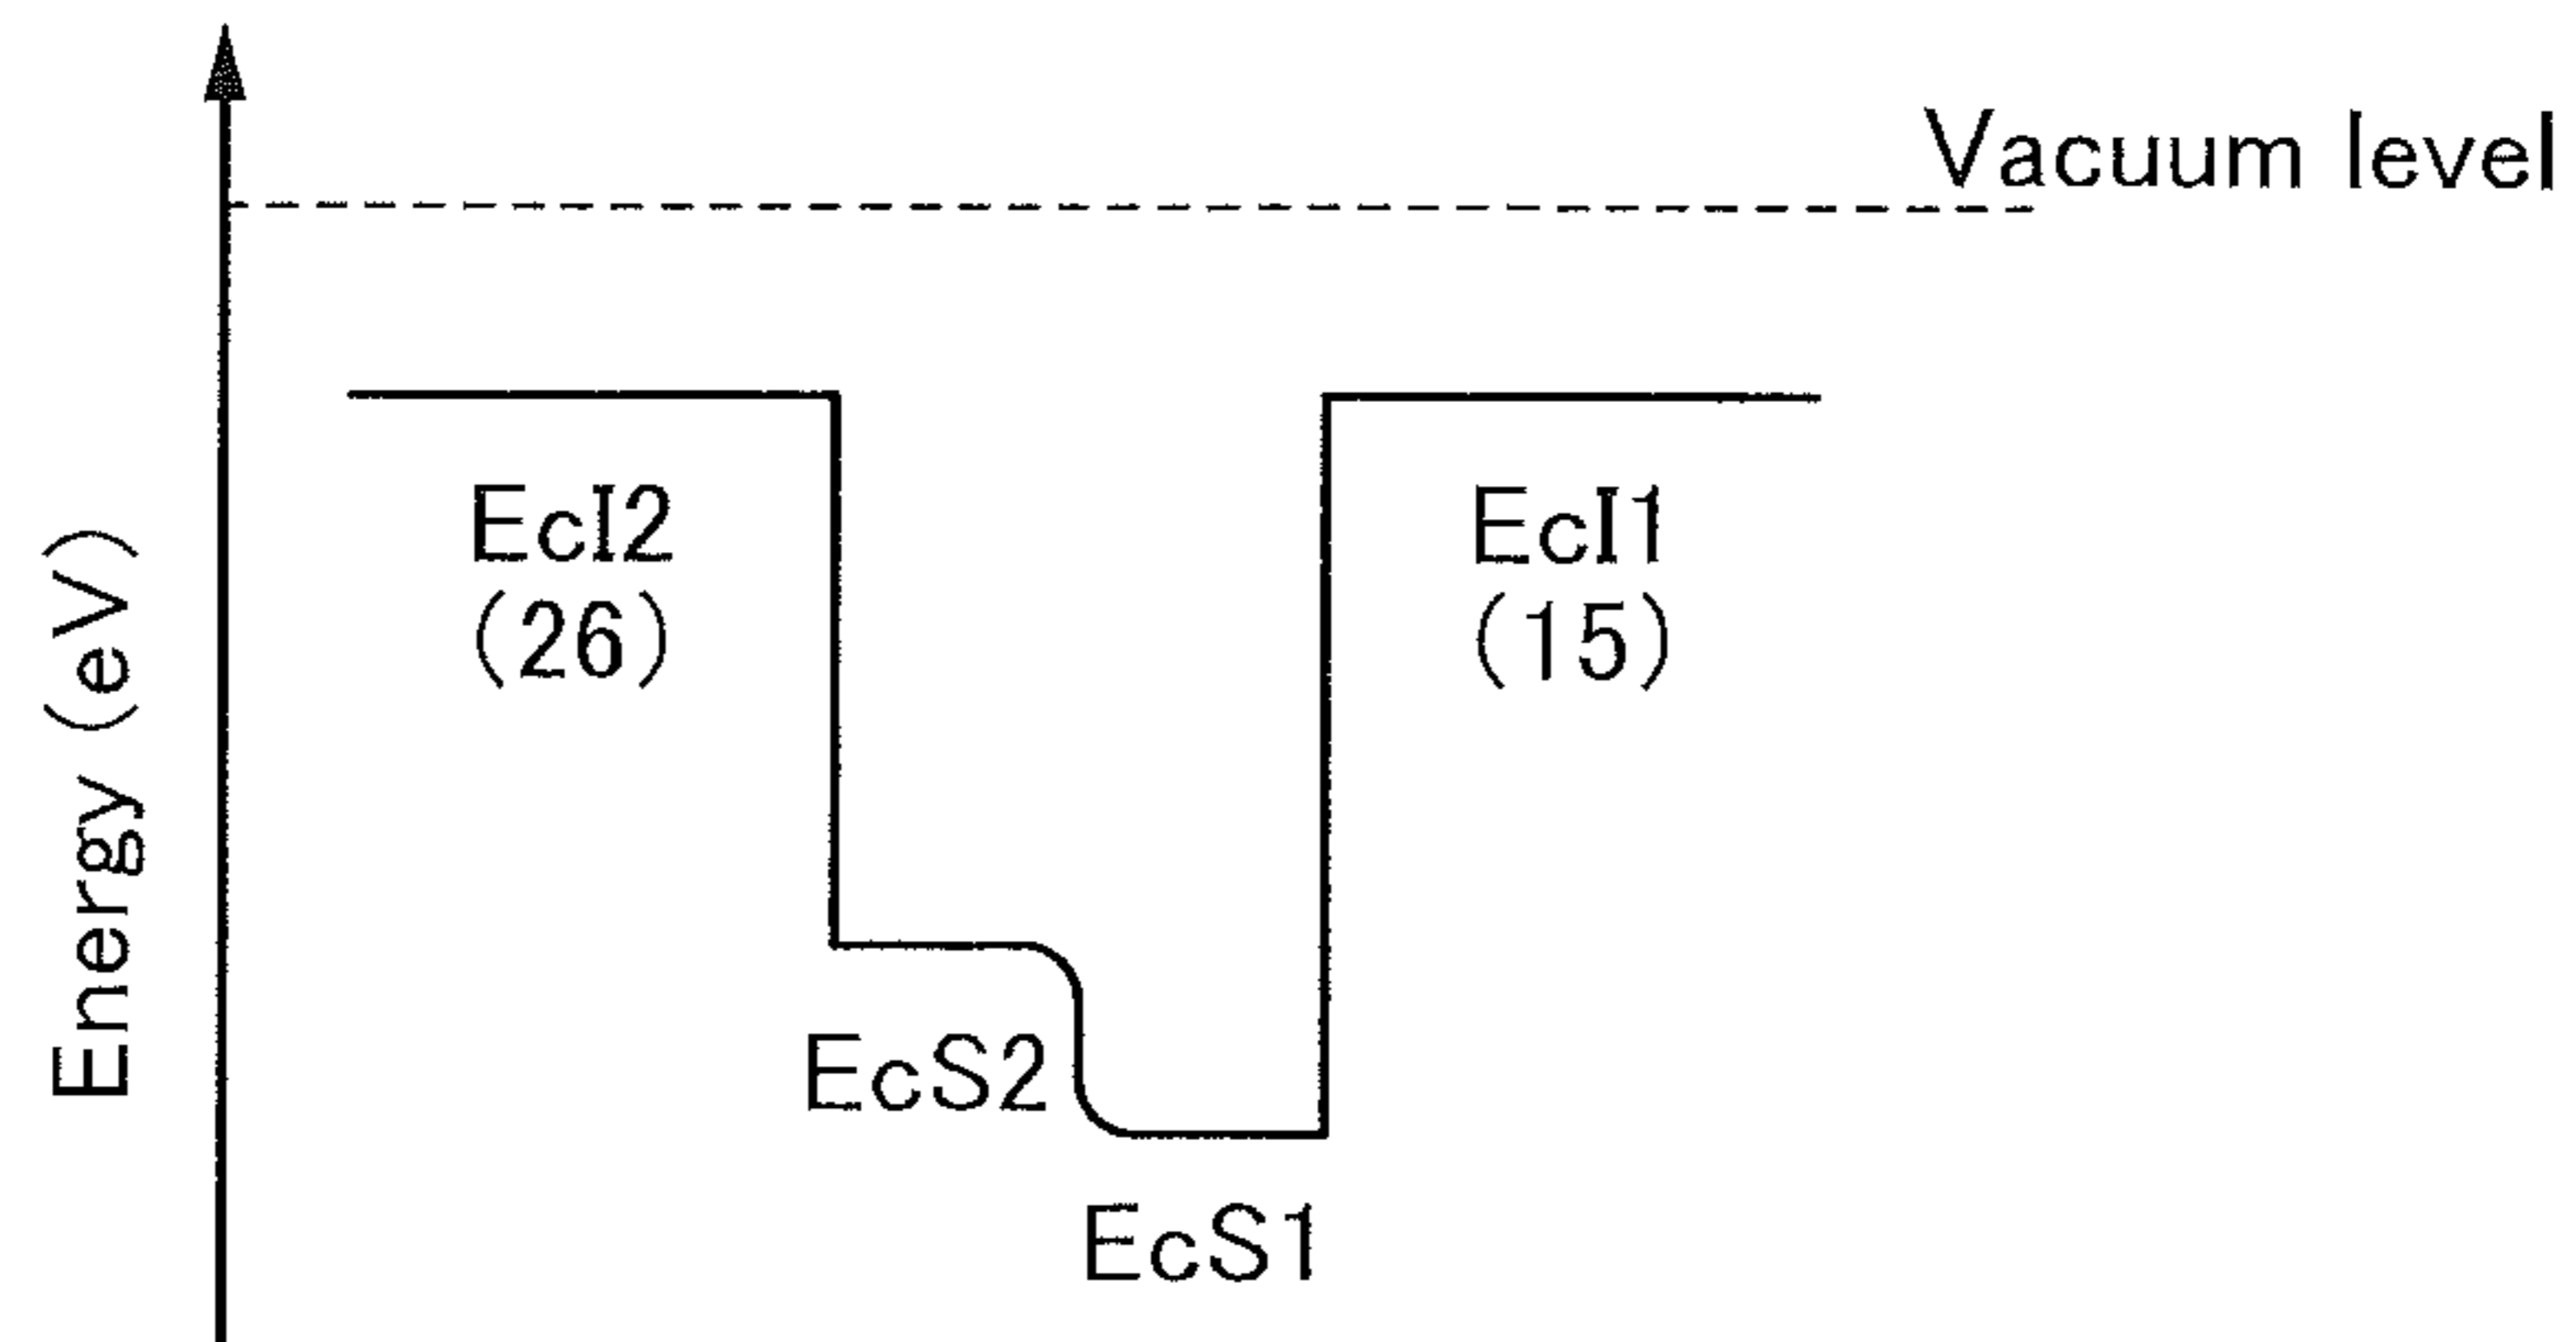 Vacuum level
Energy (eV)
EcI2
(26)
EcI1
(15)
EcS2
EcS1